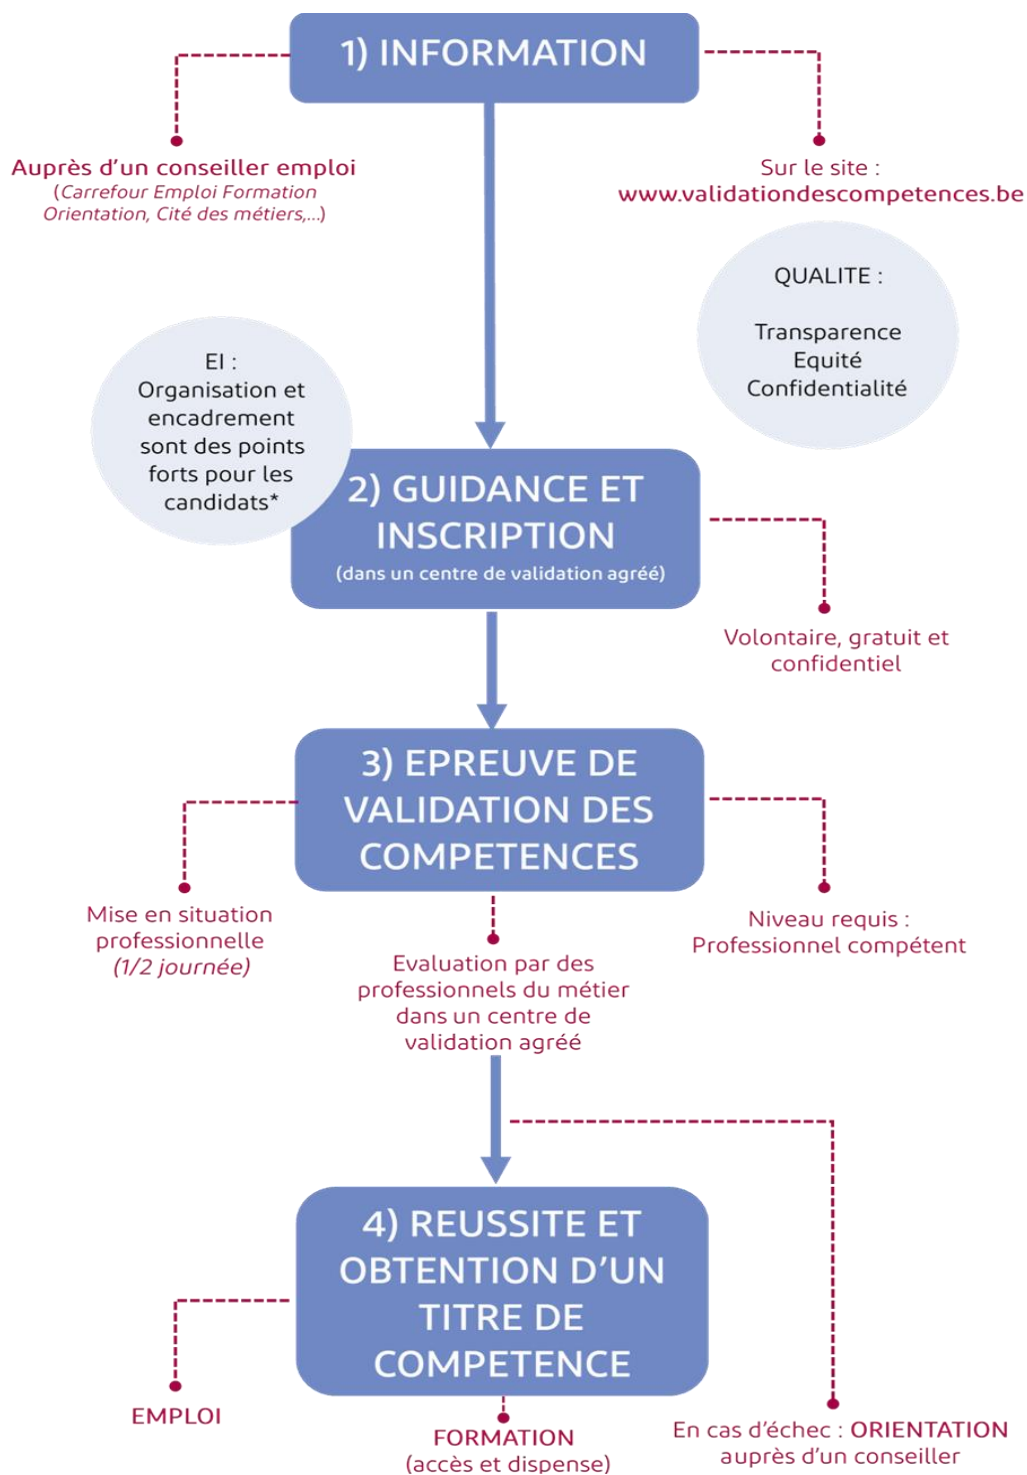 1) INFORMATION
Auprès d'un conseiller emploi
(Carrefour Emploi Formation
Orientation, Cité des métiers,...)
Sur le site :
www.validationdescompetences.be
QUALITE :
Transparence
Equité
Confidentialité
EI :
Organisation et
encadrement
sont des points
forts pour les
candidats*
2) GUIDANCE ET
INSCRIPTION
(dans un centre de validation agréé)
Volontaire, gratuit et
confidentiel
3) EPREUVE DE
VALIDATION DES
COMPETENCES
Mise en situation
professionnelle
(1/2 journée)
Evaluation par des
professionnels du métier
dans un centre de
validation agréé
Niveau requis :
Professionnel compétent
4) REUSSITE ET
OBTENTION D'UN
TITRE DE
COMPETENCE
EMPLOI
FORMATION
(accès et dispense)
En cas d'échec : ORIENTATION
auprès d'un conseiller